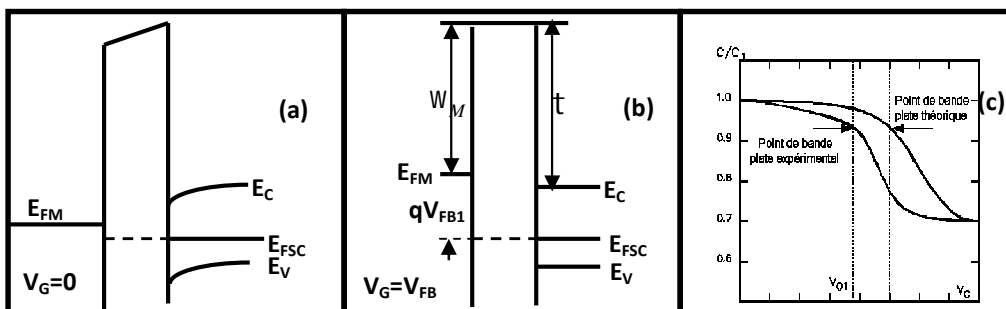 (a)
E_C
E_FM
E_FSC
E_V
V_G=0
W_M
t
(b)
E_FM
E_C
qV_FB1
E_FSC
E_V
V_G=V_FB
C/C_1
(c)
1.0
Point de bande
plate théorique
0.9
Point de bande
plate expérimental
0.8
0.7
0.6
V_01
V_G